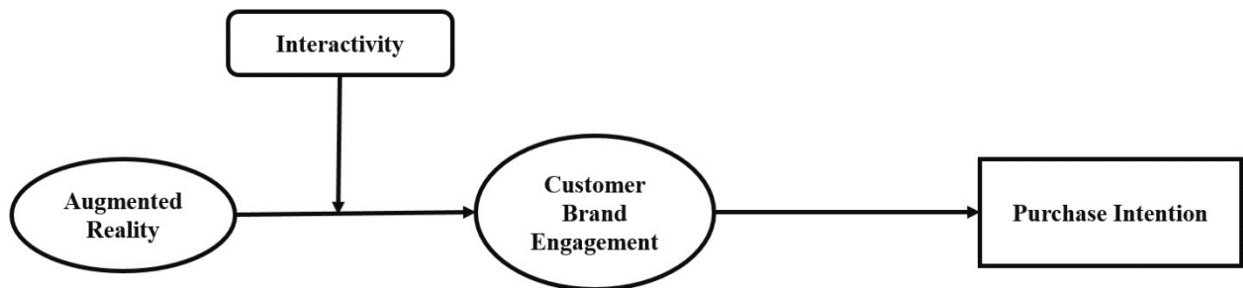 Interactivity
Augmented
Reality
Customer
Brand
Engagement
Purchase Intention